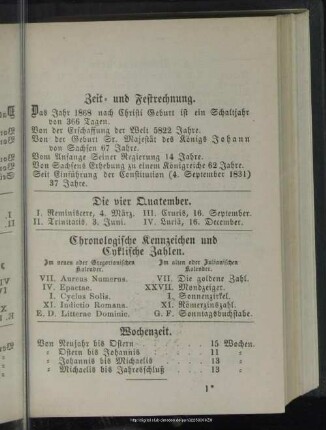 Zeit- und Festrechnung.
Das Jahr 1868 nach Christi Geburt ist ein Schaltjahr
von 366 Tagen.
Von der Erschaffung der Welt 5822 Jahre.
Von der Geburt Sr. Majestät des Königs Johann
von Sachsen 67 Jahre.
Vom Anfange Seiner Regierung 14 Jahre.
Von Sachsens Erhebung zu einem Königreiche 62 Jahre.
Seit Einführung der Constitution (4. September 1831)
37 Jahre.
Die vier Quatember.
I. Reminiscere, 4. März. III. Crucis, 16. September.
II. Trinitatis, 3. Juni. IV. Luciä, 16. December.
Chronologische Kennzeichen und
Cyklische Zahlen.
Im neuen oder Gregorianischen Im alten oder Julianischen
Kalender. Kalender.
VII. Aureus Numerus. VII. Die goldene Zahl.
IV. Epactae. XXVII. Mondzeiger.
I. Cyclus Solis. I. Sonnenzirkel.
XI. Indictio Romana. XI. Römerzinszahl.
E. D. Litterae Dominic. G. F. Sonntagsbuchstabe.
Wochenzeit.
Von Neujahr bis Ostern 15 Wochen.
„ Ostern bis Johannis 11 „
„ Johannis bis Michaelis 13 „
„ Michaelis bis Jahresschluß 13 „
1*